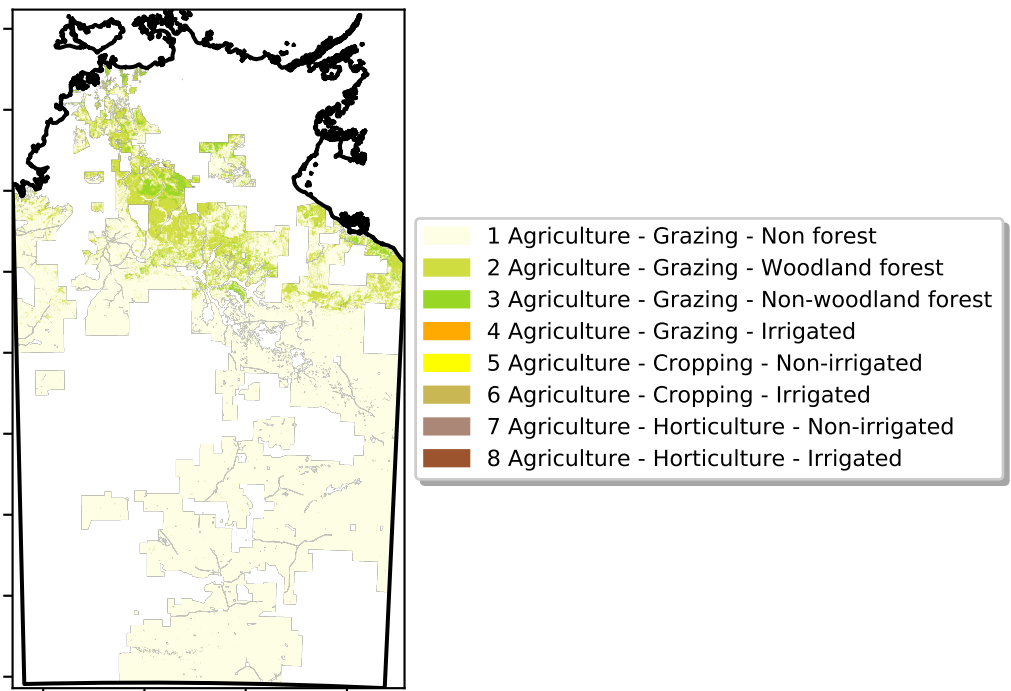 1 Agriculture - Grazing - Non forest
2 Agriculture - Grazing - Woodland forest
3 Agriculture - Grazing - Non-woodland forest
4 Agriculture - Grazing - Irrigated
5 Agriculture - Cropping - Non-irrigated
6 Agriculture - Cropping - Irrigated
7 Agriculture - Horticulture - Non-irrigated
8 Agriculture - Horticulture - Irrigated